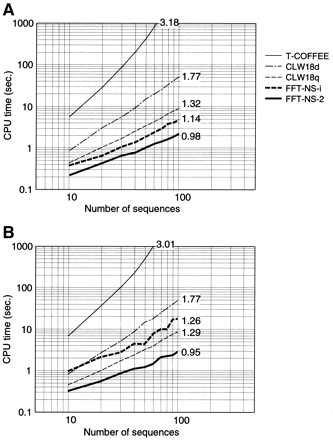 A
1000
100
10
1
0.1
CPU time (sec.)
3.18
1.77
1.32
1.14
0.98
10
100
Number of sequences
T-COFFEE
CLW18d
CLW18q
FFT-NS-i
FFT-NS-2
B
1000
100
10
1
0.1
CPU time (sec.)
3.01
1.77
1.26
1.29
0.95
10
100
Number of sequences